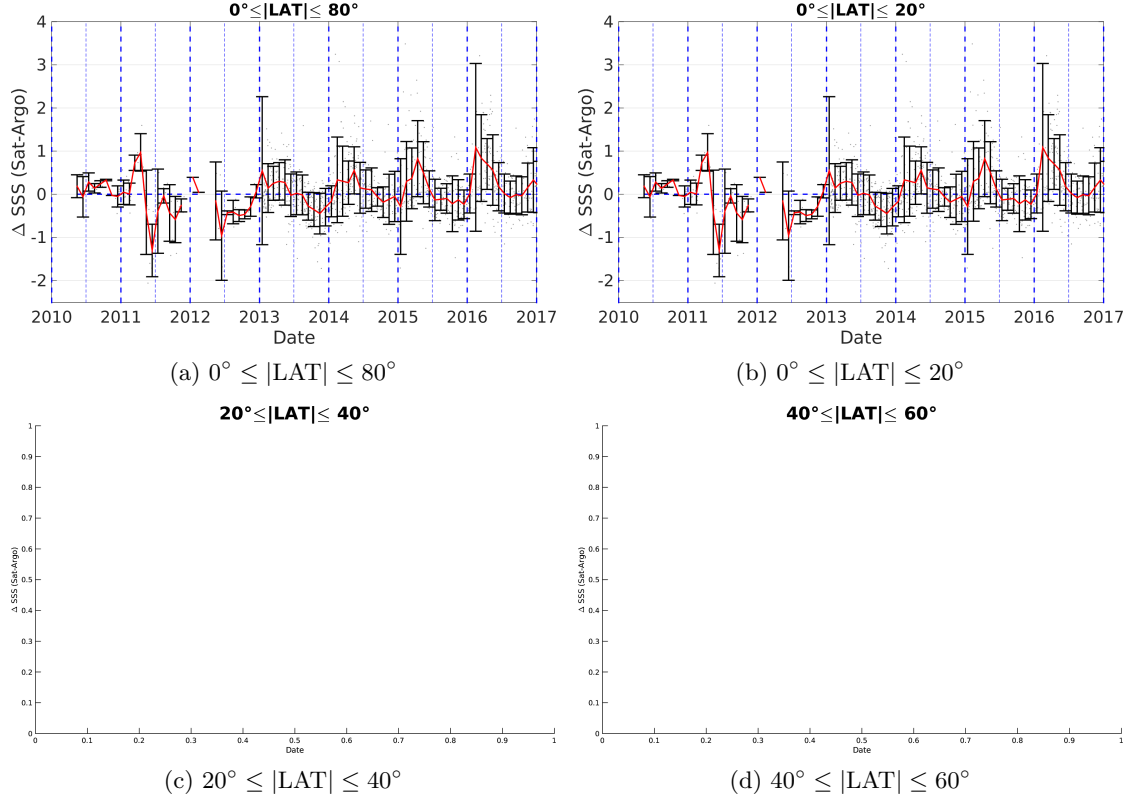 0°≤|LAT|≤ 80°
4
3
2
1
0
-1
-2
Δ SSS (Sat-Argo)
2010 2011 2012 2013 2014 2015 2016 2017
Date
(a) 0° ≤ |LAT| ≤ 80°
0°≤|LAT|≤ 20°
4
3
2
1
0
-1
-2
Δ SSS (Sat-Argo)
2010 2011 2012 2013 2014 2015 2016 2017
Date
(b) 0° ≤ |LAT| ≤ 20°
20°≤|LAT|≤ 40°
1
0.9
0.8
0.7
0.6
0.5
0.4
0.3
0.2
0.1
0
Δ SSS (Sat-Argo)
0 0.1 0.2 0.3 0.4 0.5 0.6 0.7 0.8 0.9 1
Date
(c) 20° ≤ |LAT| ≤ 40°
40°≤|LAT|≤ 60°
1
0.9
0.8
0.7
0.6
0.5
0.4
0.3
0.2
0.1
0
Δ SSS (Sat-Argo)
0 0.1 0.2 0.3 0.4 0.5 0.6 0.7 0.8 0.9 1
Date
(d) 40° ≤ |LAT| ≤ 60°